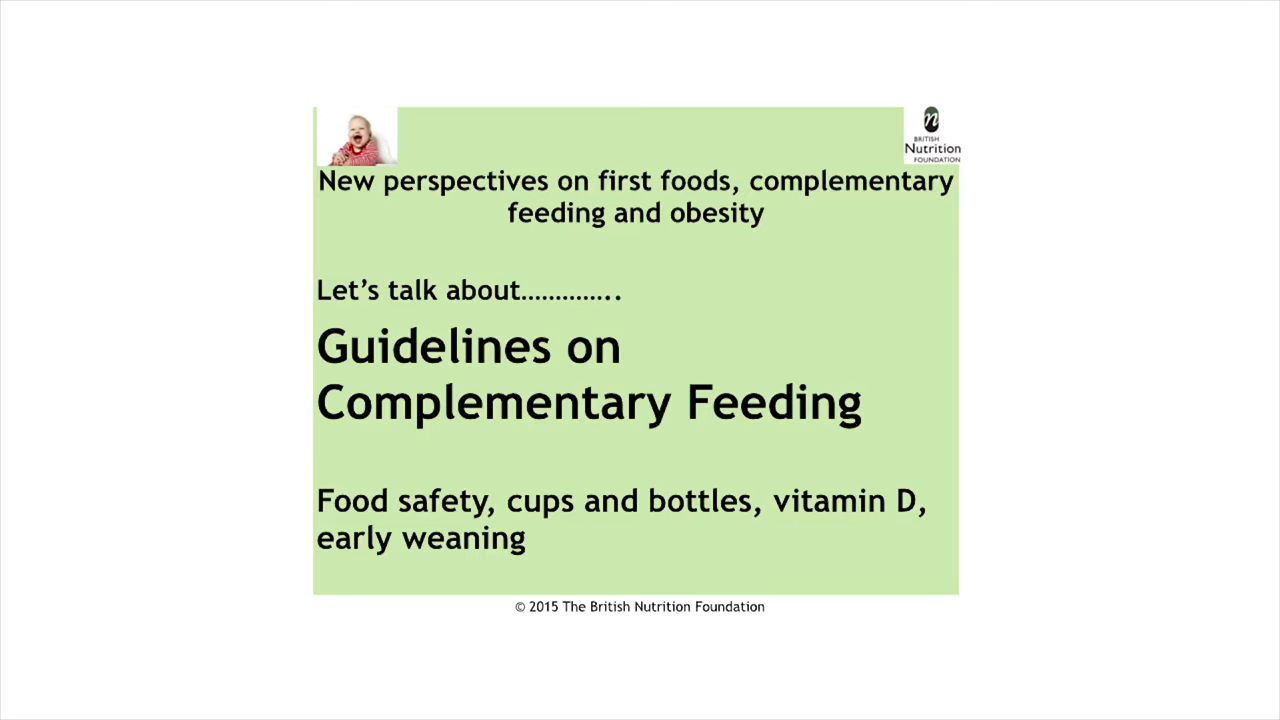 n
BRITISH
Nutrition
FOUNDATION
New perspectives on first foods, complementary
feeding and obesity
Let’s talk about…………..
Guidelines on
Complementary Feeding
Food safety, cups and bottles, vitamin D,
early weaning
© 2015 The British Nutrition Foundation